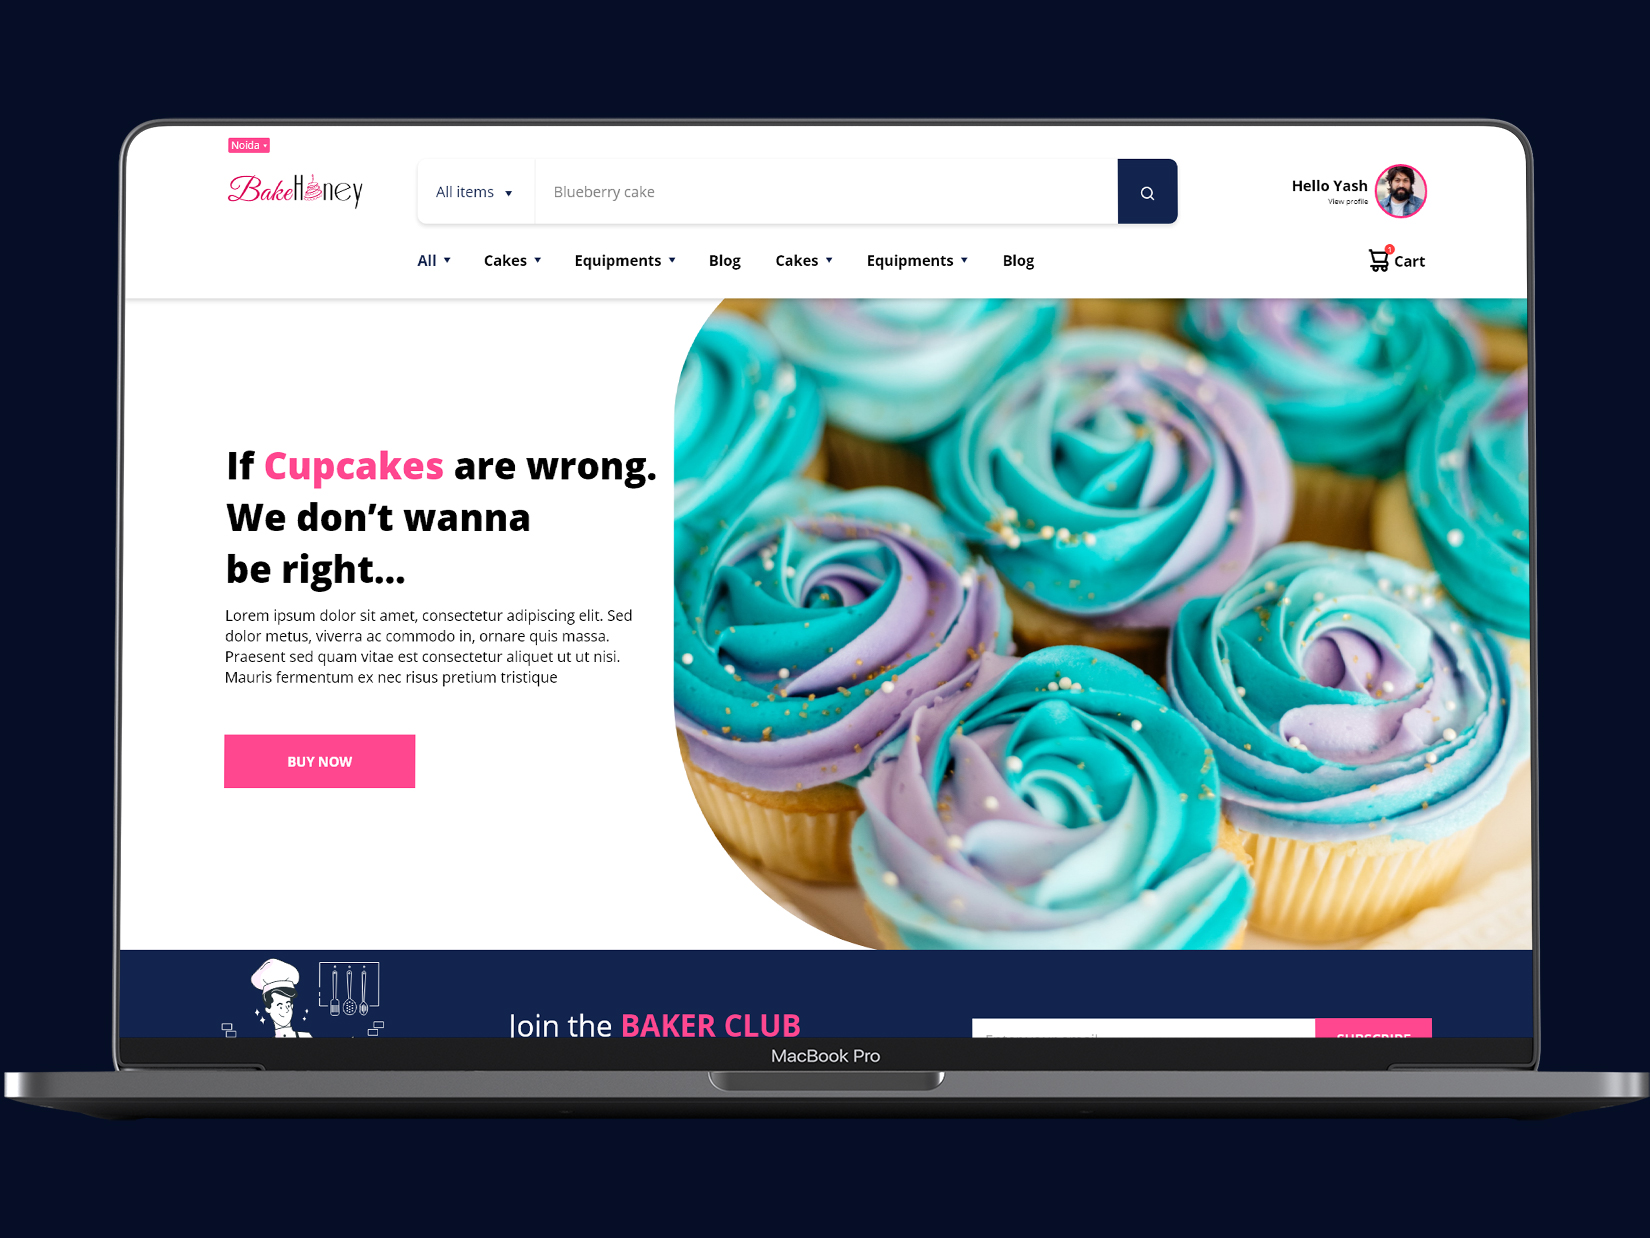 Noida
BakeHoney
All items
Blueberry cake
Hello Yash
View profile
All
Cakes
Equipments
Blog
Cakes
Equipments
Blog
1
Cart
If Cupcakes are wrong.
We don’t wanna
be right...
Lorem ipsum dolor sit amet, consectetur adipiscing elit. Sed
dolor metus, viverra ac commodo in, ornare quis massa.
Praesent sed quam vitae est consectetur aliquet ut ut nisi.
Mauris fermentum ex nec risus pretium tristique
BUY NOW
Join the BAKER CLUB
SUBSCRIBE
MacBook Pro